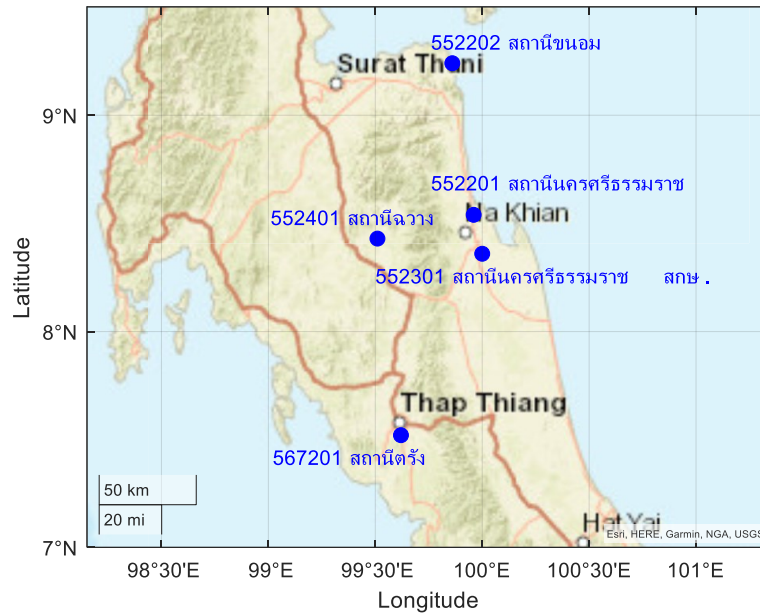 552202 สถานีขนอม
Surat Thani
9°N
552201 สถานีนครศรีธรรมราช
552401 สถานีฉวาง
Na Khian
552301 สถานีนครศรีธรรมราช สกษ.
Latitude
8°N
Thap Thiang
567201 สถานีตรัง
50 km
20 mi
Hat Yai
Esri, HERE, Garmin, NGA, USGS
7°N
98°30'E 99°E 99°30'E 100°E 100°30'E 101°E
Longitude